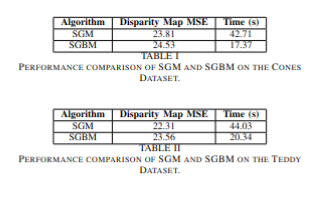 Algorithm Disparity Map MSE Time (s)
SGM 23.81 42.71
SGBM 24.53 17.37
TABLE I
PERFORMANCE COMPARISON OF SGM AND SGBM ON THE CONES
DATASET.
Algorithm Disparity Map MSE Time (s)
SGM 22.31 44.03
SGBM 23.56 20.34
TABLE II
PERFORMANCE COMPARISON OF SGM AND SGBM ON THE TEDDY
DATASET.